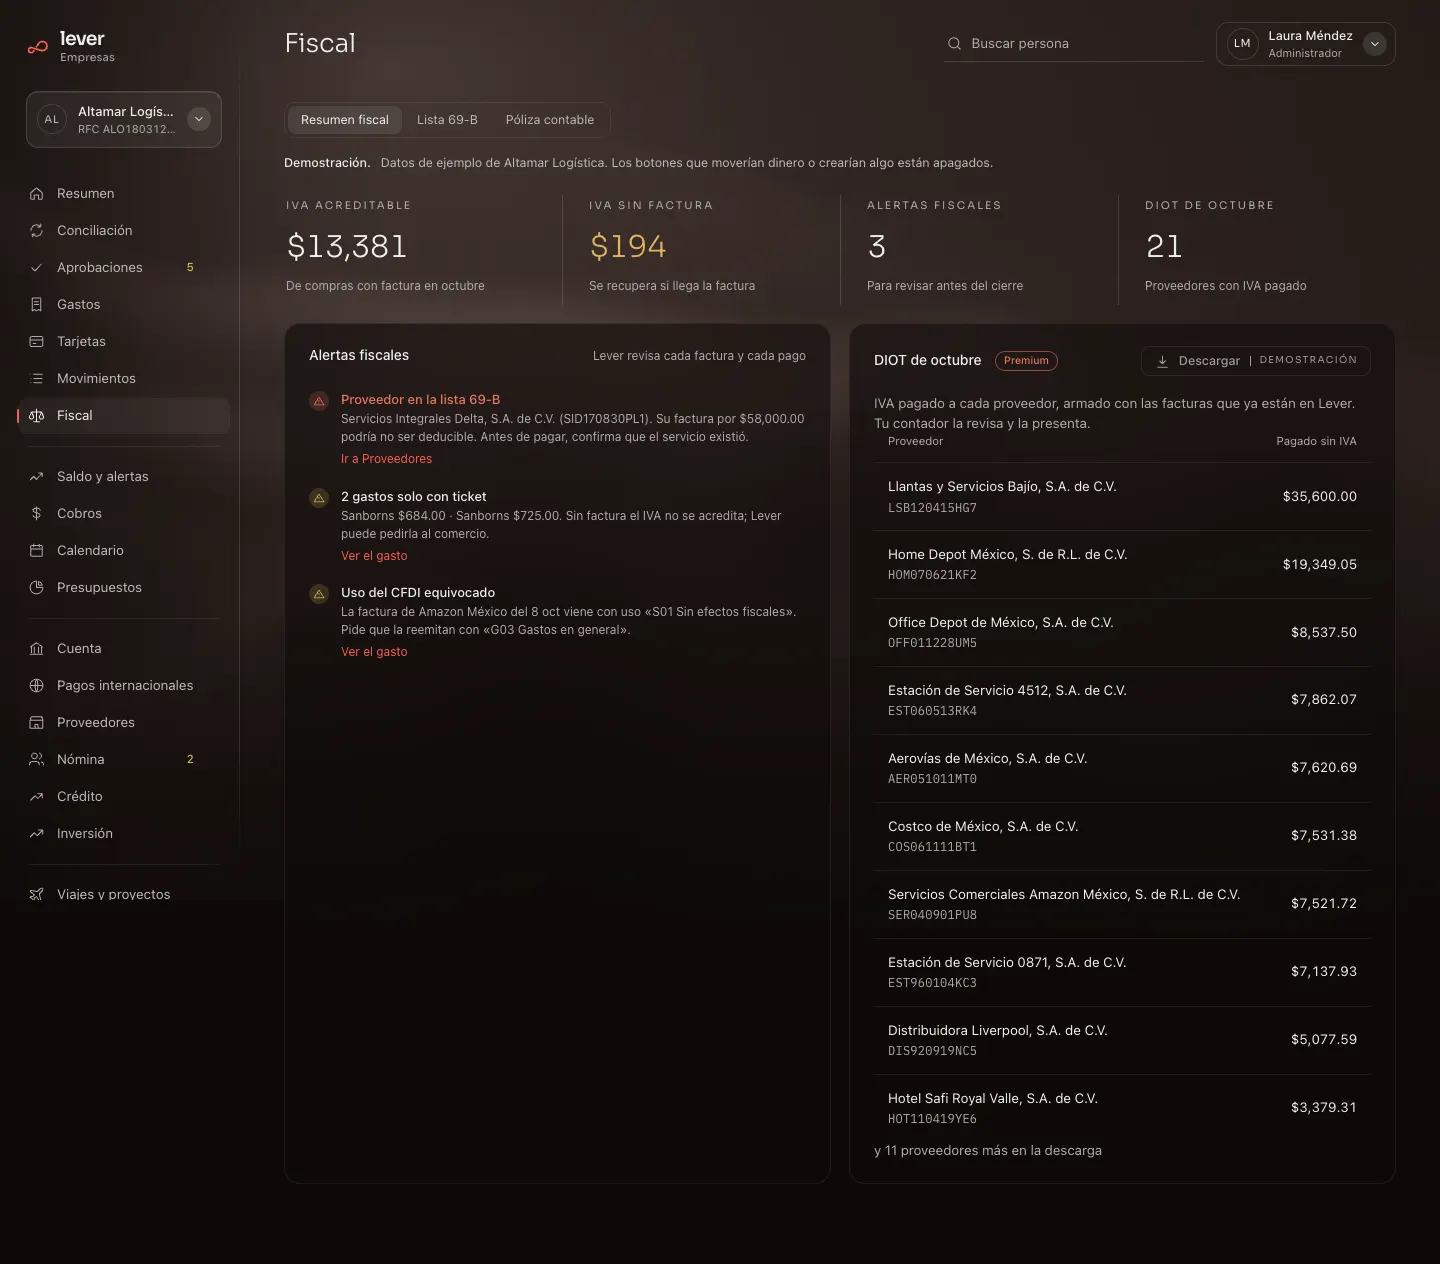 lever
Empresas
Fiscal
Buscar persona
LM
Laura Méndez
Administrador
AL
Altamar Logís...
RFC ALO180312...
Resumen
Conciliación
Aprobaciones 5
Gastos
Tarjetas
Movimientos
Fiscal
Saldo y alertas
Cobros
Calendario
Presupuestos
Cuenta
Pagos internacionales
Proveedores
Nómina 2
Crédito
Inversión
Viajes y proyectos
Resumen fiscal
Lista 69-B
Póliza contable
Demostración. Datos de ejemplo de Altamar Logística. Los botones que moverían dinero o crearían algo están apagados.
IVA ACREDITABLE
$13,381
De compras con factura en octubre
IVA SIN FACTURA
$194
Se recupera si llega la factura
ALERTAS FISCALES
3
Para revisar antes del cierre
DIOT DE OCTUBRE
21
Proveedores con IVA pagado
Alertas fiscales
Lever revisa cada factura y cada pago
Proveedor en la lista 69-B
Servicios Integrales Delta, S.A. de C.V. (SID170830PL1). Su factura por $58,000.00
podría no ser deducible. Antes de pagar, confirma que el servicio existió.
Ir a Proveedores
2 gastos solo con ticket
Sanborns $684.00 · Sanborns $725.00. Sin factura el IVA no se acredita; Lever
puede pedirla al comercio.
Ver el gasto
Uso del CFDI equivocado
La factura de Amazon México del 8 oct viene con uso «S01 Sin efectos fiscales».
Pide que la reemitan con «G03 Gastos en general».
Ver el gasto
DIOT de octubre
Premium
Descargar | DEMOSTRACIÓN
IVA pagado a cada proveedor, armado con las facturas que ya están en Lever.
Tu contador la revisa y la presenta.
Proveedor
Pagado sin IVA
Llantas y Servicios Bajío, S.A. de C.V.
LSB120415HG7
$35,600.00
Home Depot México, S. de R.L. de C.V.
HOM070621KF2
$19,349.05
Office Depot de México, S.A. de C.V.
OFF011228UM5
$8,537.50
Estación de Servicio 4512, S.A. de C.V.
EST060513RK4
$7,862.07
Aerovías de México, S.A. de C.V.
AER051011MT0
$7,620.69
Costco de México, S.A. de C.V.
COS061111BT1
$7,531.38
Servicios Comerciales Amazon México, S. de R.L. de C.V.
SER040901PU8
$7,521.72
Estación de Servicio 0871, S.A. de C.V.
EST960104KC3
$7,137.93
Distribuidora Liverpool, S.A. de C.V.
DIS920919NC5
$5,077.59
Hotel Safi Royal Valle, S.A. de C.V.
HOT110419YE6
$3,379.31
y 11 proveedores más en la descarga